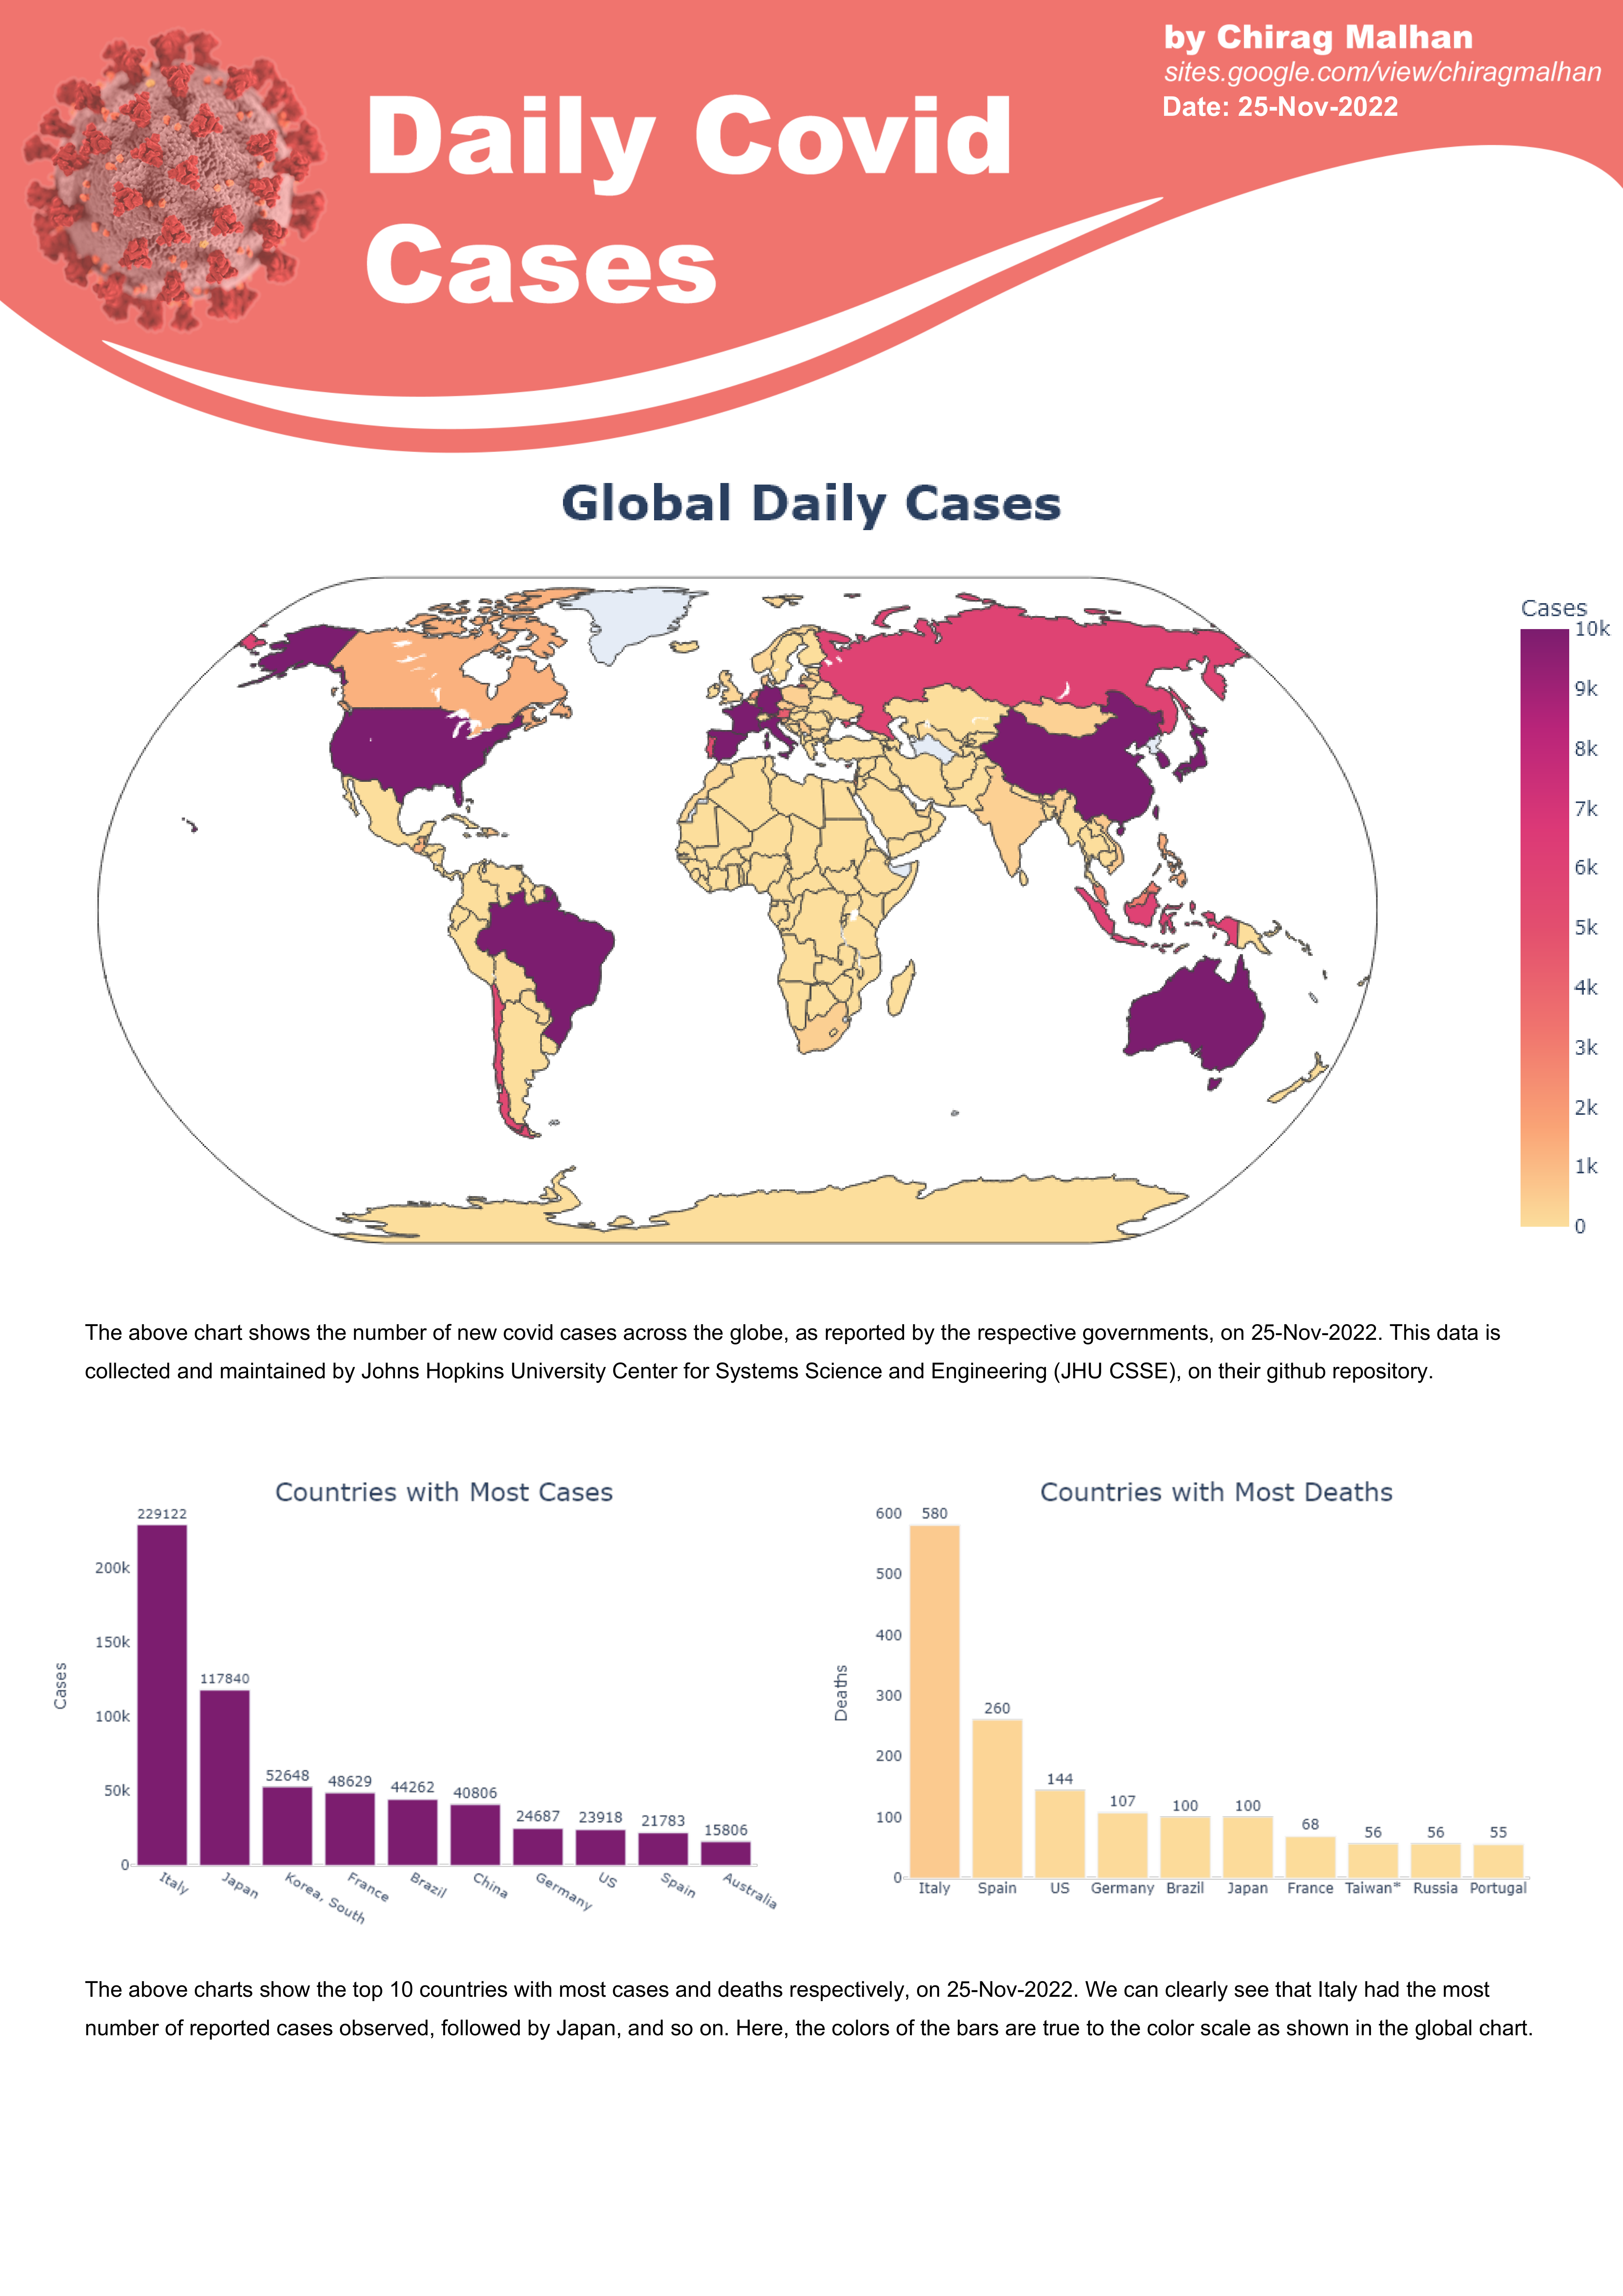 by Chirag Malhan
sites.google.com/view/chiragmalhan
Date: 25-Nov-2022
Daily Covid
Cases
Global Daily Cases
Cases
10k
9k
8k
7k
6k
5k
4k
3k
2k
1k
0
The above chart shows the number of new covid cases across the globe, as reported by the respective governments, on 25-Nov-2022. This data is
collected and maintained by Johns Hopkins University Center for Systems Science and Engineering (JHU CSSE), on their github repository.
Countries with Most Cases
Cases
200k
150k
100k
50k
0
229122
117840
52648
48629
44262
40806
24687
23918
21783
15806
Italy
Japan
Korea, South
France
Brazil
China
Germany
US
Spain
Australia
Countries with Most Deaths
Deaths
600
500
400
300
200
100
0
580
260
144
107
100
100
68
56
56
55
Italy
Spain
US
Germany
Brazil
Japan
France
Taiwan*
Russia
Portugal
The above charts show the top 10 countries with most cases and deaths respectively, on 25-Nov-2022. We can clearly see that Italy had the most
number of reported cases observed, followed by Japan, and so on. Here, the colors of the bars are true to the color scale as shown in the global chart.